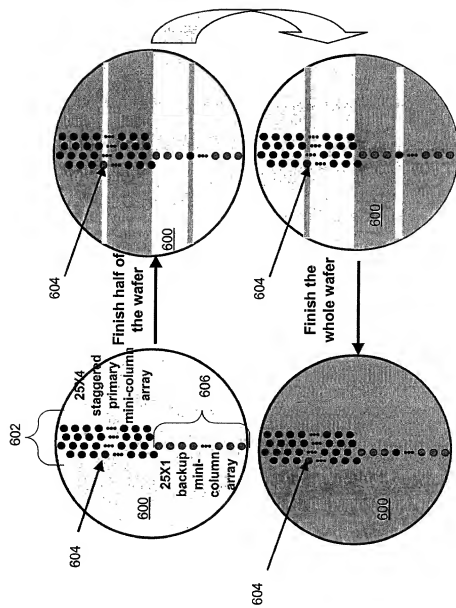 602
604
25X4
staggered
primary
mini-column
array
600
25X1
backup
mini-
column
array
606
Finish half of
the wafer
604
600
604
600
Finish the
whole wafer
604
600